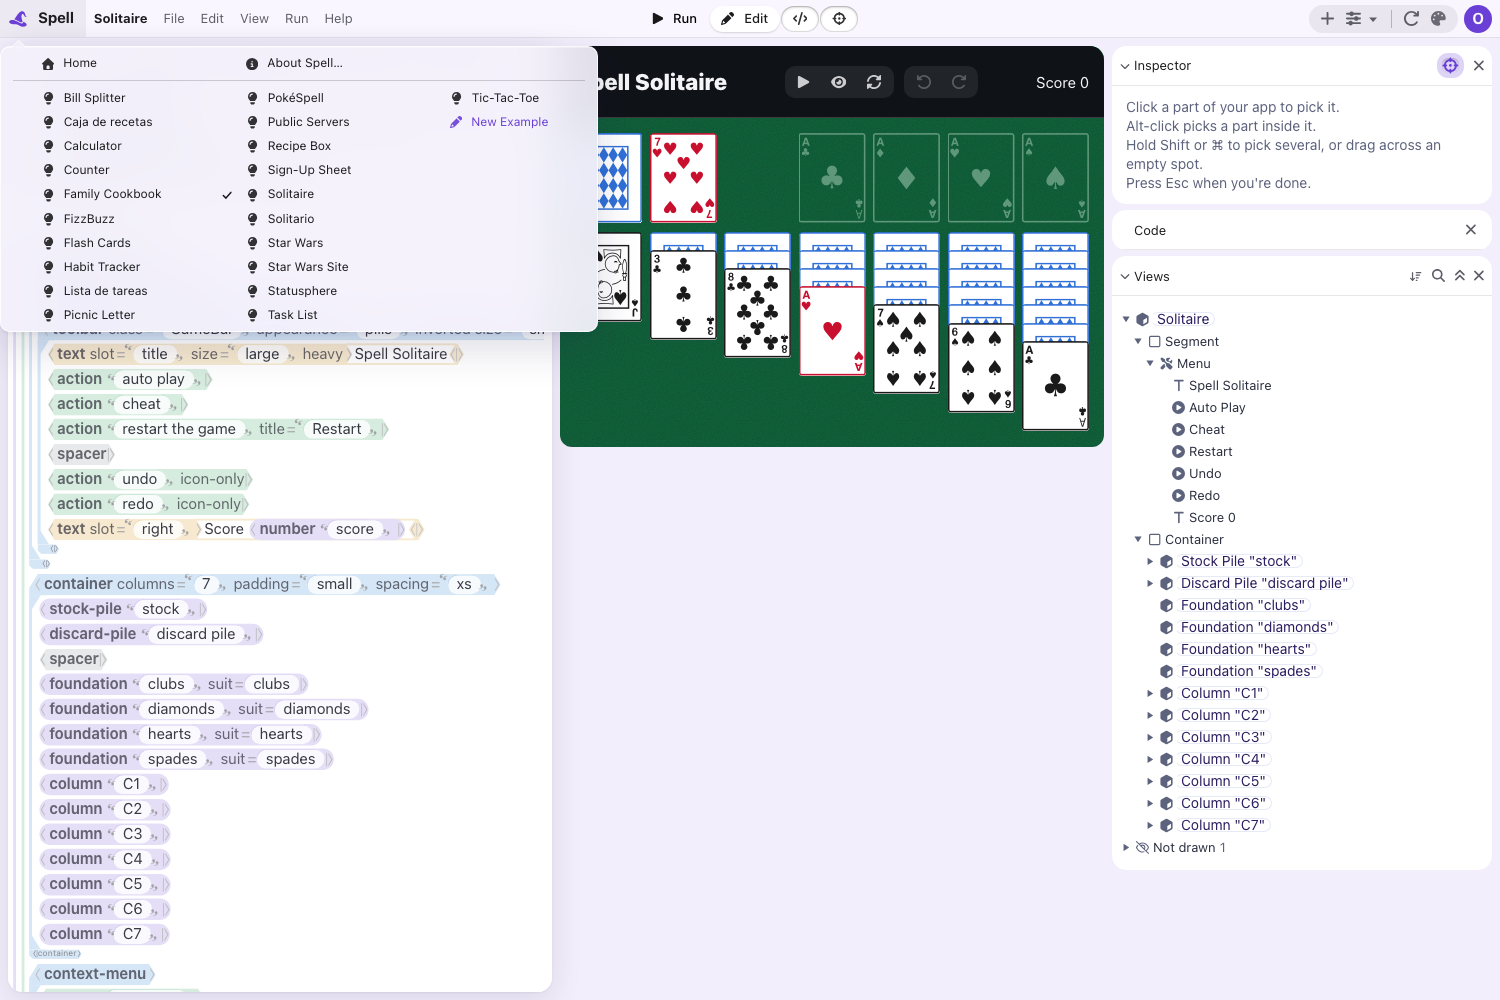 Spell Solitaire File Edit View Run Help
Run Edit
O
Home
About Spell...
Bill Splitter
Caja de recetas
Calculator
Counter
Family Cookbook
FizzBuzz
Flash Cards
Habit Tracker
Lista de tareas
Picnic Letter
PokéSpell
Public Servers
Recipe Box
Sign-Up Sheet
Solitaire
Solitario
Star Wars
Star Wars Site
Statusphere
Task List
Tic-Tac-Toe
New Example
text slot=“title”, size=“large”, heavy Spell Solitaire
action “auto play”,
action “cheat”,
action “restart the game”, title=“Restart”,
spacer
action “undo”, icon-only
action “redo”, icon-only
text slot=“right”, Score number “score”,
container columns=“7”, padding=“small”, spacing=“xs”,
stock-pile “stock”,
discard-pile “discard pile”,
spacer
foundation “clubs”, suit=clubs
foundation “diamonds”, suit=diamonds
foundation “hearts”, suit=hearts
foundation “spades”, suit=spades
column “C1”,
column “C2”,
column “C3”,
column “C4”,
column “C5”,
column “C6”,
column “C7”,
container
context-menu
pell Solitaire
Score 0
7
7
A
A
A
A
A
A
A
A
J
3
3
8
8
A
A
7
7
6
6
A
A
Inspector
Click a part of your app to pick it.
Alt-click picks a part inside it.
Hold Shift or ⌘ to pick several, or drag across an
empty spot.
Press Esc when you're done.
Code
Views
Solitaire
Segment
Menu
Spell Solitaire
Auto Play
Cheat
Restart
Undo
Redo
Score 0
Container
Stock Pile "stock"
Discard Pile "discard pile"
Foundation "clubs"
Foundation "diamonds"
Foundation "hearts"
Foundation "spades"
Column "C1"
Column "C2"
Column "C3"
Column "C4"
Column "C5"
Column "C6"
Column "C7"
Not drawn 1